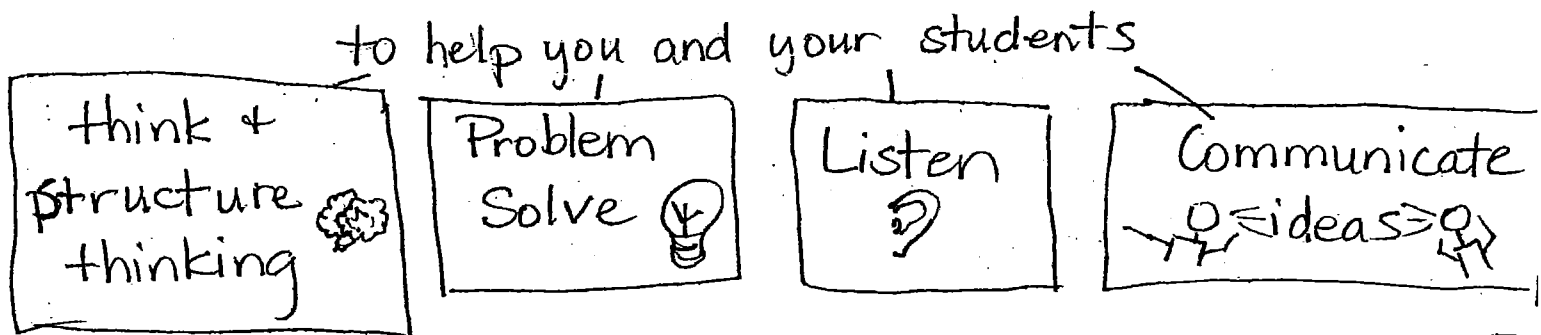 to help you and your students
think +
structure
thinking
Problem
Solve
Listen
Communicate
ideas